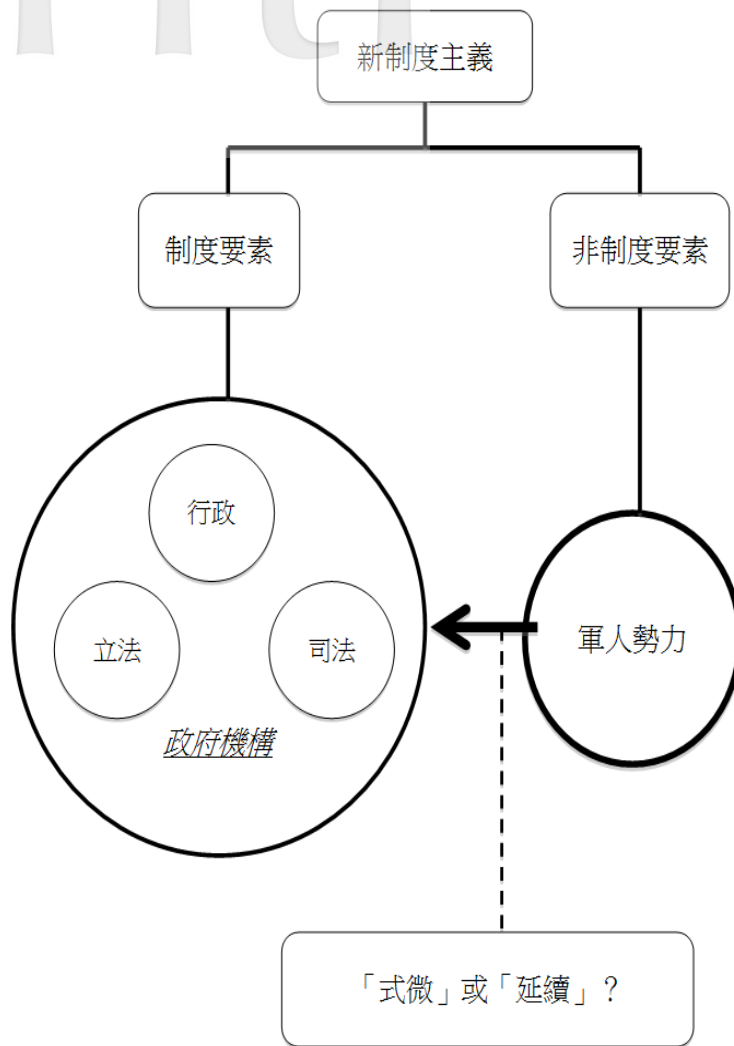 新制度主義
制度要素
非制度要素
行政
立法
司法
政府機構
軍人勢力
「式微」或「延續」？